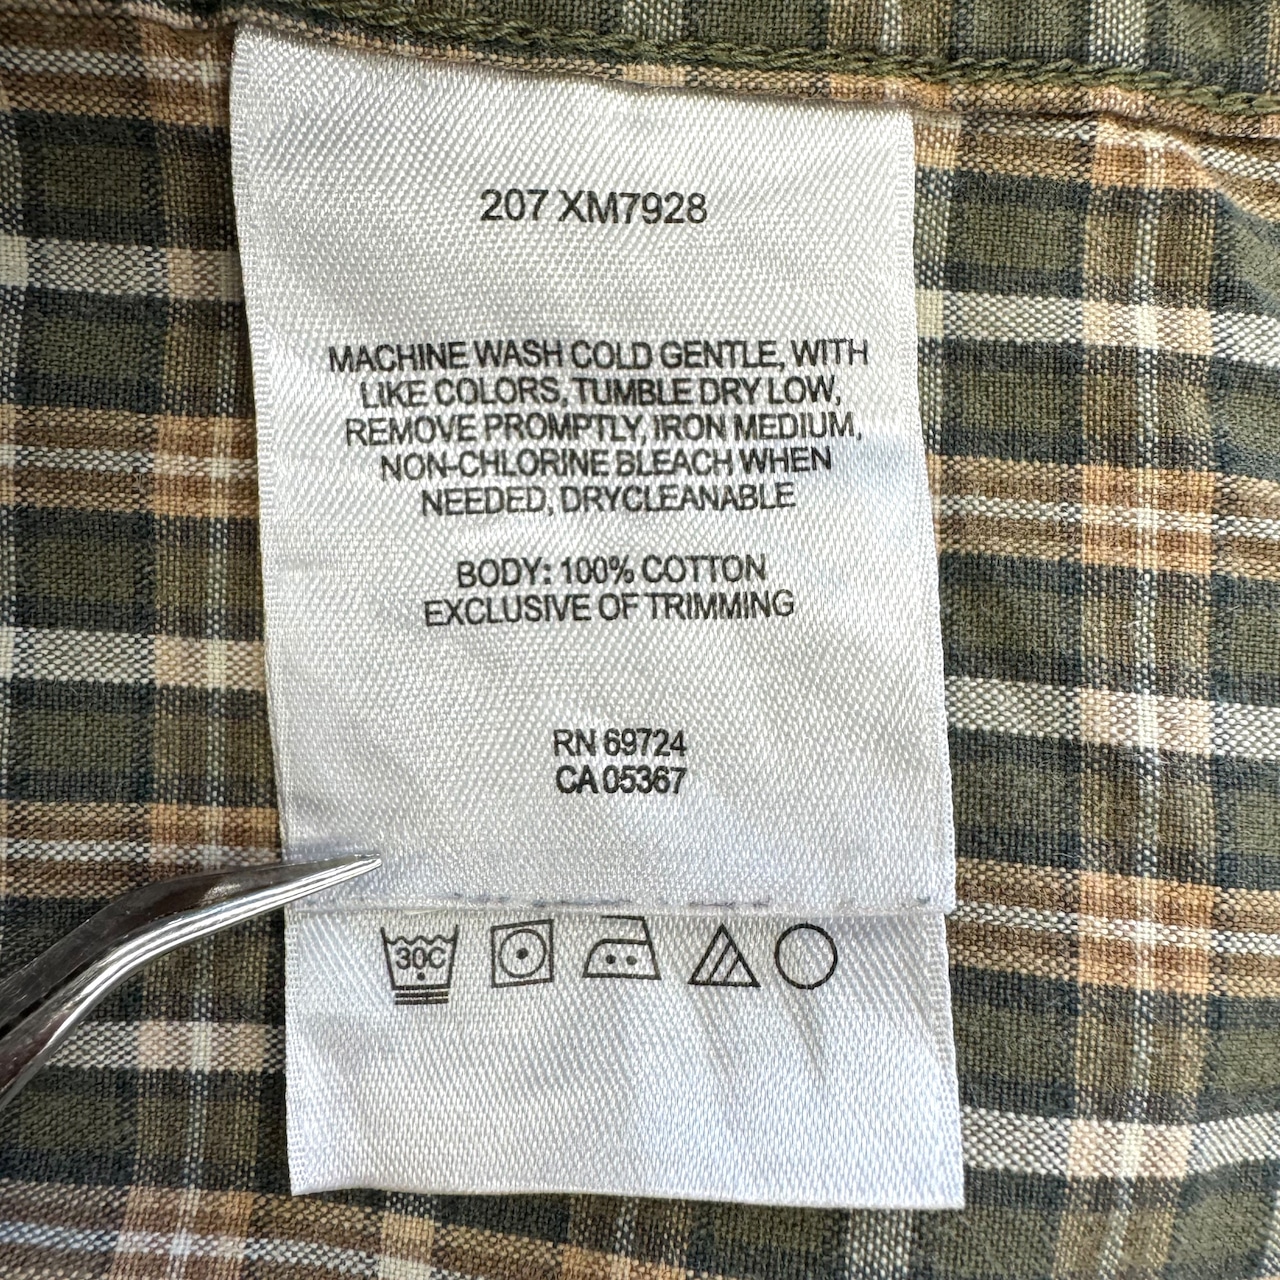 207 XM7928
MACHINE WASH COLD GENTLE, WITH
LIKE COLORS, TUMBLE DRY LOW,
REMOVE PROMPTLY, IRON MEDIUM,
NON-CHLORINE BLEACH WHEN
NEEDED, DRYCLEANABLE
BODY: 100% COTTON
EXCLUSIVE OF TRIMMING
RN 69724
CA 05367
30C